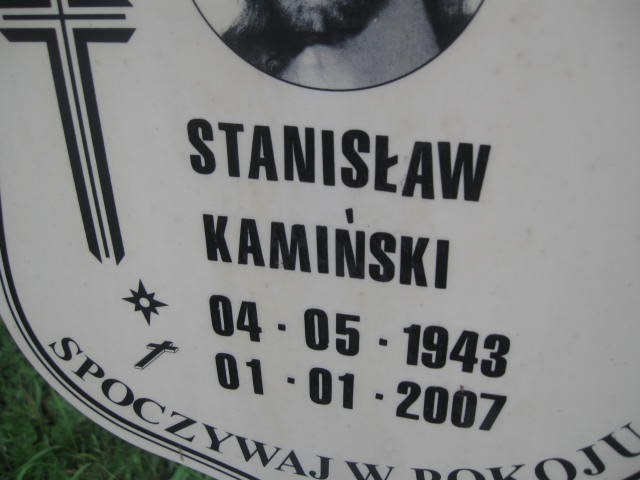 STANISŁAW
KAMIŃSKI
04 · 05 · 1943
01 · 01 · 2007
SPOCZYWAJ W POKOJU